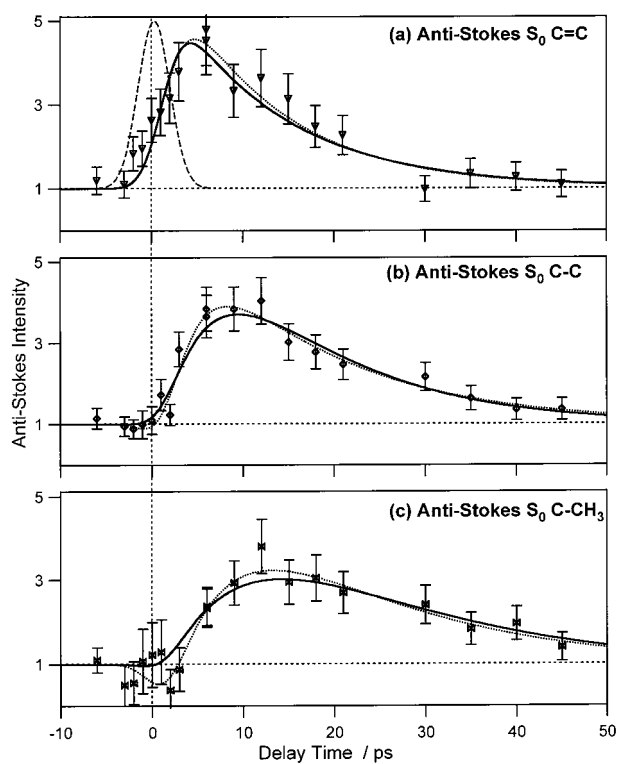 5
(a) Anti-Stokes S₀ C=C
3
1
5
(b) Anti-Stokes S₀ C-C
3
1
Anti-Stokes Intensity
5
(c) Anti-Stokes S₀ C-CH₃
3
1
-10 0 10 20 30 40 50
Delay Time / ps